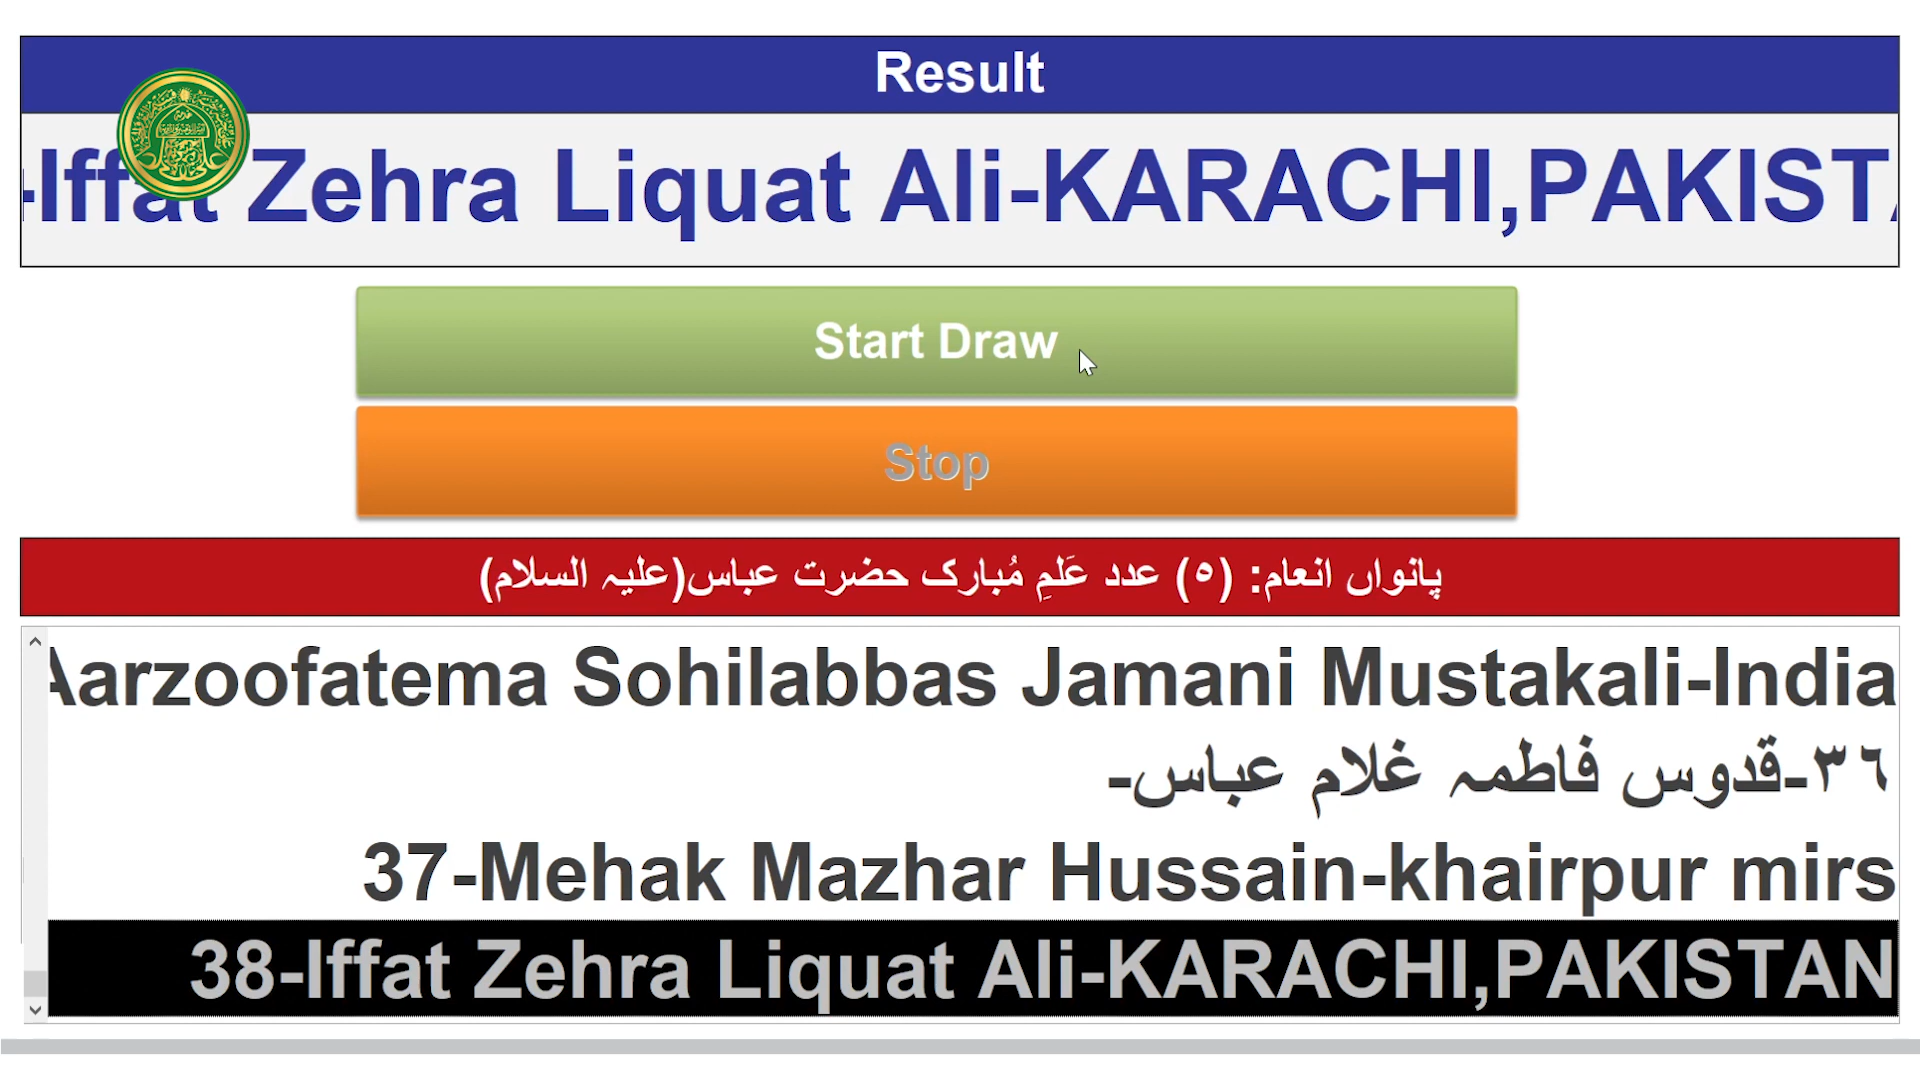 Result
-Iffat Zehra Liquat Ali-KARACHI,PAKIST
Start Draw
Stop
پانواں انعام: (٥) عدد عَلمِ مُبارک حضرت عباس(علیہ السلام)
Aarzoofatema Sohilabbas Jamani Mustakali-India
٣٦-قدوس فاطمہ غلام عباس-
37-Mehak Mazhar Hussain-khairpur mirs
38-Iffat Zehra Liquat Ali-KARACHI,PAKISTAN